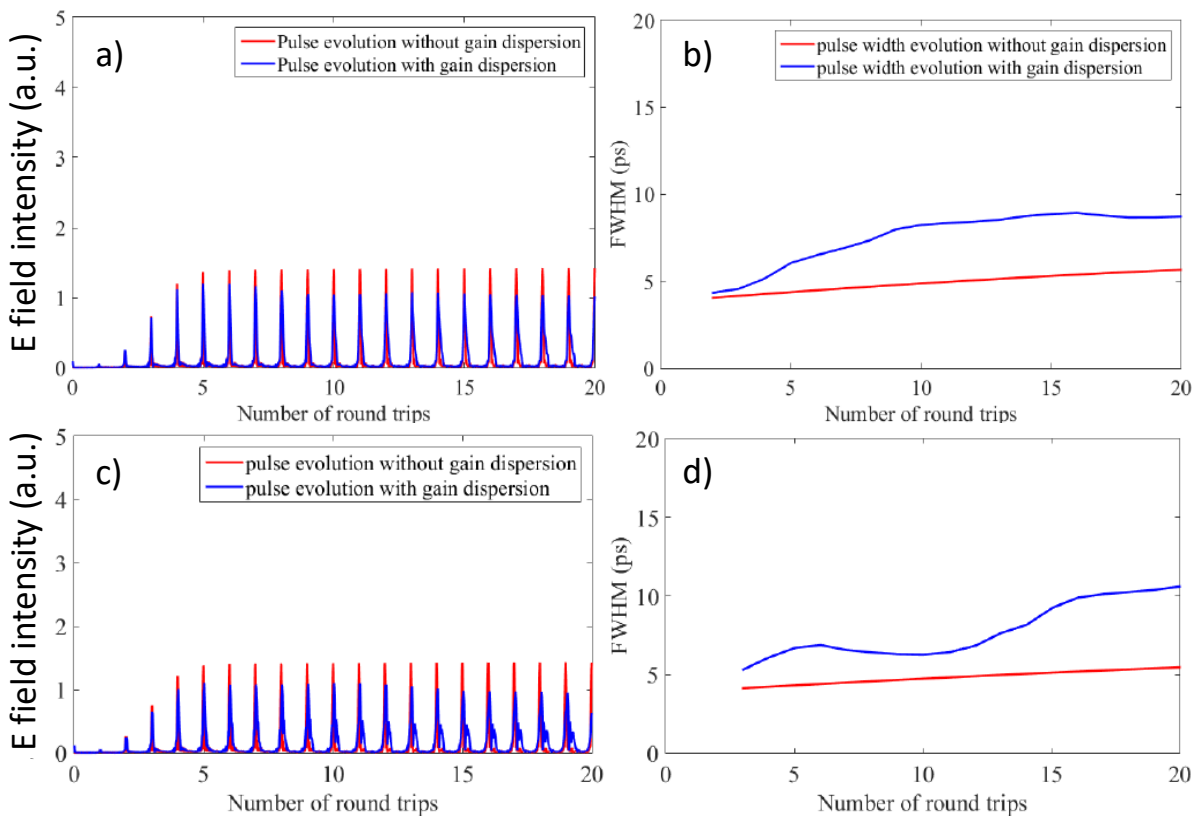 a)
Pulse evolution without gain dispersion
Pulse evolution with gain dispersion
E field intensity (a.u.)
5
4
3
2
1
0
0 5 10 15 20
Number of round trips
b)
pulse width evolution without gain dispersion
pulse width evolution with gain dispersion
FWHM (ps)
20
15
10
5
0
0 5 10 15 20
Number of round trips
c)
pulse evolution without gain dispersion
pulse evolution with gain dispersion
E field intensity (a.u.)
5
4
3
2
1
0
0 5 10 15 20
Number of round trips
d)
FWHM (ps)
20
15
10
5
0
0 5 10 15 20
Number of round trips